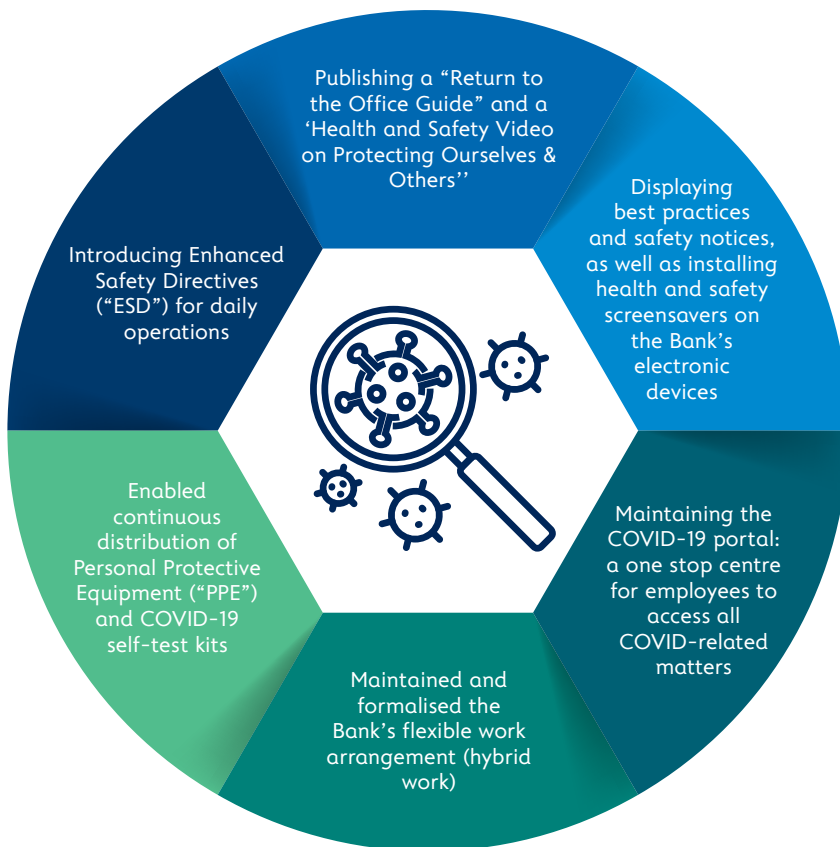 Publishing a “Return to
the Office Guide” and a
‘Health and Safety Video
on Protecting Ourselves &
Others’’
Displaying
best practices
and safety notices,
as well as installing
health and safety
screensavers on
the Bank’s
electronic
devices
Maintaining the
COVID-19 portal:
a one stop centre
for employees to
access all
COVID-related
matters
Maintained and
formalised the
Bank’s flexible work
arrangement (hybrid
work)
Enabled
continuous
distribution of
Personal Protective
Equipment (“PPE”)
and COVID-19
self-test kits
Introducing Enhanced
Safety Directives
(“ESD”) for daily
operations